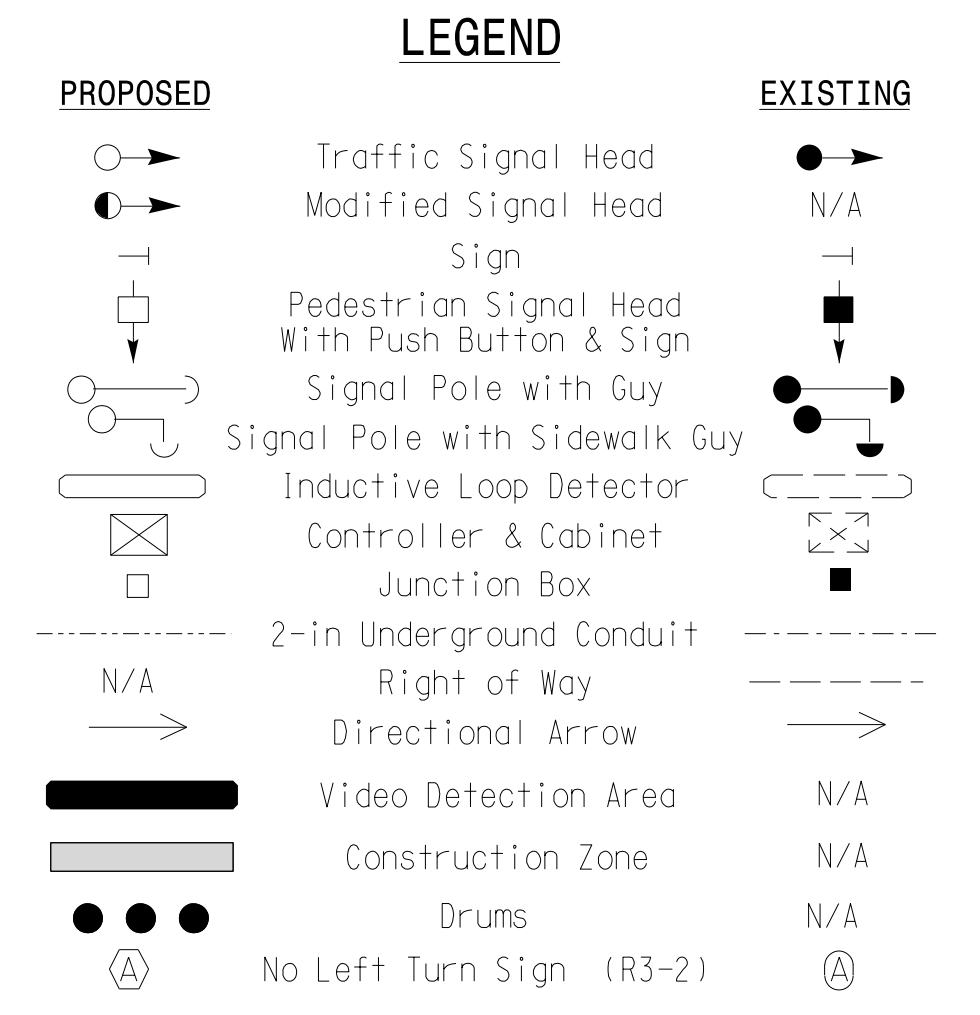 LEGEND
PROPOSED EXISTING
Traffic Signal Head
Modified Signal Head N/A
Sign
Pedestrian Signal Head
With Push Button & Sign
Signal Pole with Guy
Signal Pole with Sidewalk Guy
Inductive Loop Detector
Controller & Cabinet
Junction Box
2-in Underground Conduit
N/A Right of Way
Directional Arrow
Video Detection Area N/A
Construction Zone N/A
Drums N/A
A No Left Turn Sign (R3-2) A